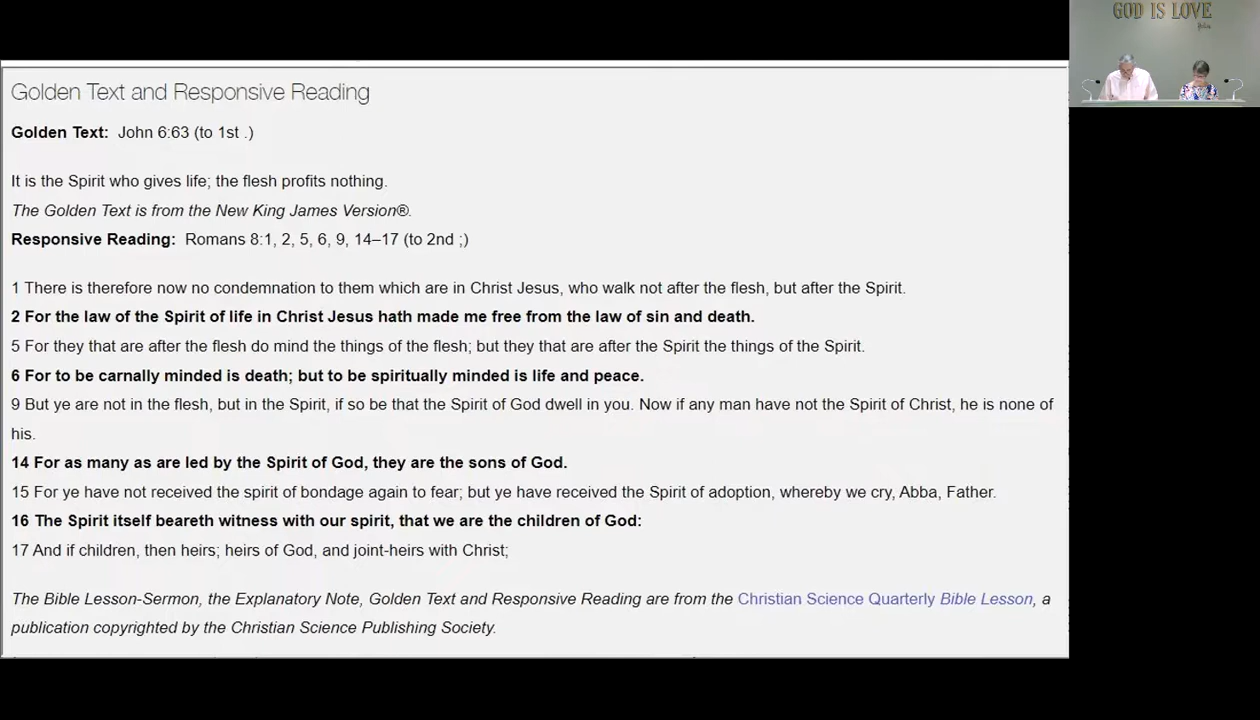 GOD IS LOVE
Golden Text and Responsive Reading
Golden Text: John 6:63 (to 1st .)
It is the Spirit who gives life; the flesh profits nothing.
The Golden Text is from the New King James Version®.
Responsive Reading: Romans 8:1, 2, 5, 6, 9, 14–17 (to 2nd ;)
1 There is therefore now no condemnation to them which are in Christ Jesus, who walk not after the flesh, but after the Spirit.
2 For the law of the Spirit of life in Christ Jesus hath made me free from the law of sin and death.
5 For they that are after the flesh do mind the things of the flesh; but they that are after the Spirit the things of the Spirit.
6 For to be carnally minded is death; but to be spiritually minded is life and peace.
9 But ye are not in the flesh, but in the Spirit, if so be that the Spirit of God dwell in you. Now if any man have not the Spirit of Christ, he is none of
his.
14 For as many as are led by the Spirit of God, they are the sons of God.
15 For ye have not received the spirit of bondage again to fear; but ye have received the Spirit of adoption, whereby we cry, Abba, Father.
16 The Spirit itself beareth witness with our spirit, that we are the children of God:
17 And if children, then heirs; heirs of God, and joint-heirs with Christ;
The Bible Lesson-Sermon, the Explanatory Note, Golden Text and Responsive Reading are from the Christian Science Quarterly Bible Lesson, a
publication copyrighted by the Christian Science Publishing Society.